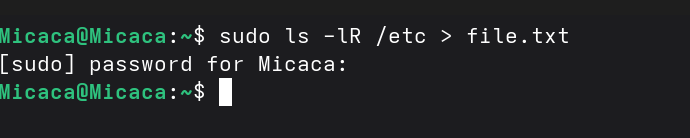 Micaca@Micaca:~$ sudo ls -lR /etc > file.txt
[sudo] password for Micaca:
Micaca@Micaca:~$